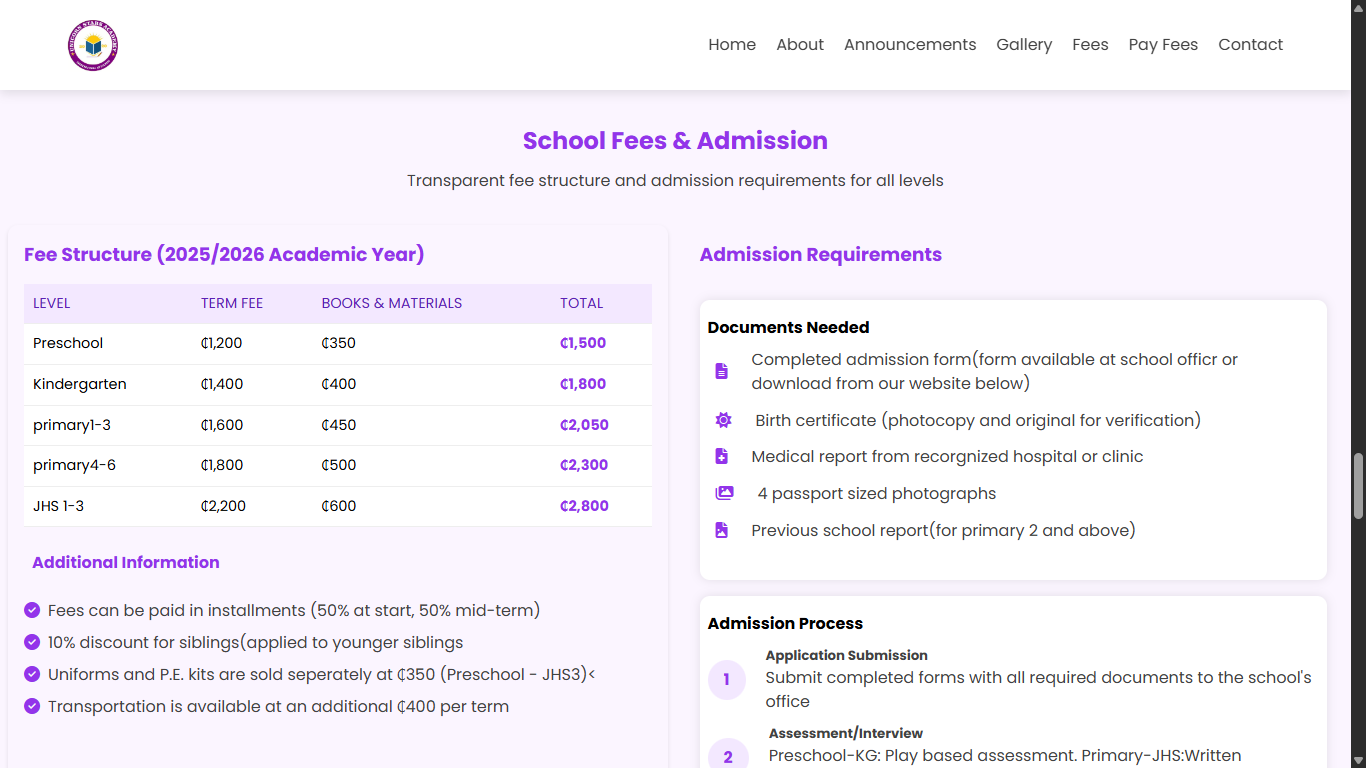 Home About Announcements Gallery Fees Pay Fees Contact
School Fees & Admission
Transparent fee structure and admission requirements for all levels
Fee Structure (2025/2026 Academic Year)
LEVEL TERM FEE BOOKS & MATERIALS TOTAL
Preschool ₵1,200 ₵350 ₵1,500
Kindergarten ₵1,400 ₵400 ₵1,800
primary1-3 ₵1,600 ₵450 ₵2,050
primary4-6 ₵1,800 ₵500 ₵2,300
JHS 1-3 ₵2,200 ₵600 ₵2,800
Additional Information
Fees can be paid in installments (50% at start, 50% mid-term)
10% discount for siblings(applied to younger siblings
Uniforms and P.E. kits are sold seperately at ₵350 (Preschool - JHS3)<
Transportation is available at an additional ₵400 per term
Admission Requirements
Documents Needed
Completed admission form(form available at school officr or
download from our website below)
Birth certificate (photocopy and original for verification)
Medical report from recorgnized hospital or clinic
4 passport sized photographs
Previous school report(for primary 2 and above)
Admission Process
1
Application Submission
Submit completed forms with all required documents to the school's
office
2
Assessment/Interview
Preschool-KG: Play based assessment. Primary-JHS:Written